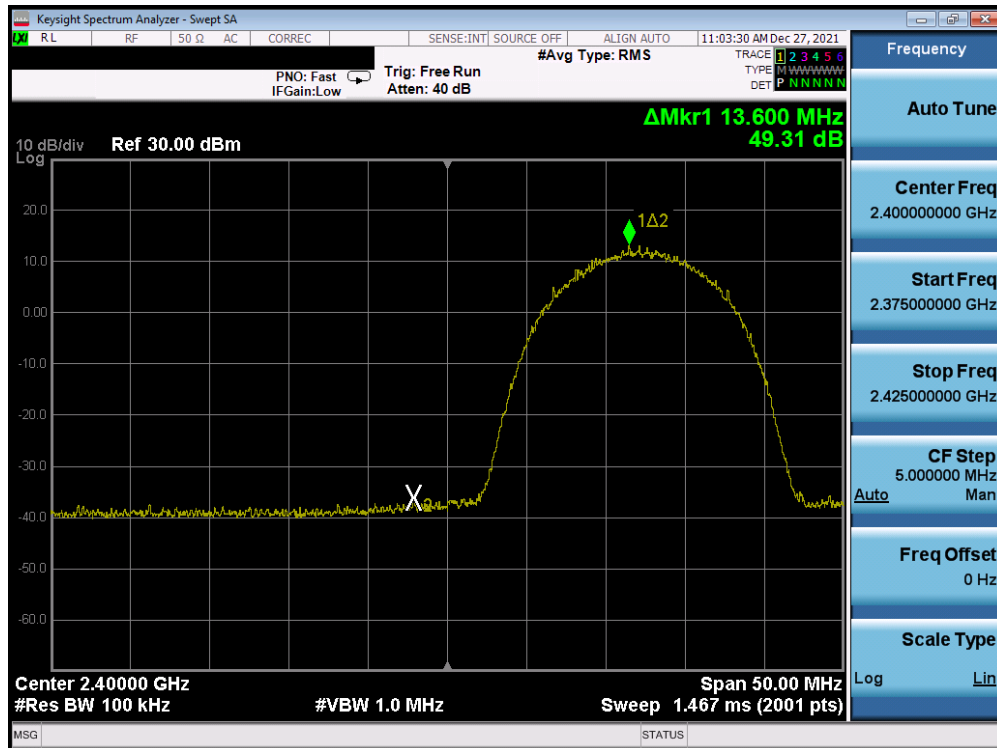 Keysight Spectrum Analyzer - Swept SA
LXI RL RF 50 Ω AC CORREC SENSE:INT SOURCE OFF ALIGN AUTO 11:03:30 AM Dec 27, 2021
PNO: Fast Trig: Free Run #Avg Type: RMS TRACE 1 2 3 4 5 6
IFGain:Low Atten: 40 dB TYPE M W W W W W
DET P N N N N N
ΔMkr1 13.600 MHz
49.31 dB
10 dB/div Ref 30.00 dBm
Log
20.0
1Δ2
10.0
0.00
-10.0
-20.0
-30.0
X2
-40.0
-50.0
-60.0
Center 2.40000 GHz Span 50.00 MHz
#Res BW 100 kHz #VBW 1.0 MHz Sweep 1.467 ms (2001 pts)
MSG STATUS
Frequency
Auto Tune
Center Freq
2.400000000 GHz
Start Freq
2.375000000 GHz
Stop Freq
2.425000000 GHz
CF Step
5.000000 MHz
Auto Man
Freq Offset
0 Hz
Scale Type
Log Lin